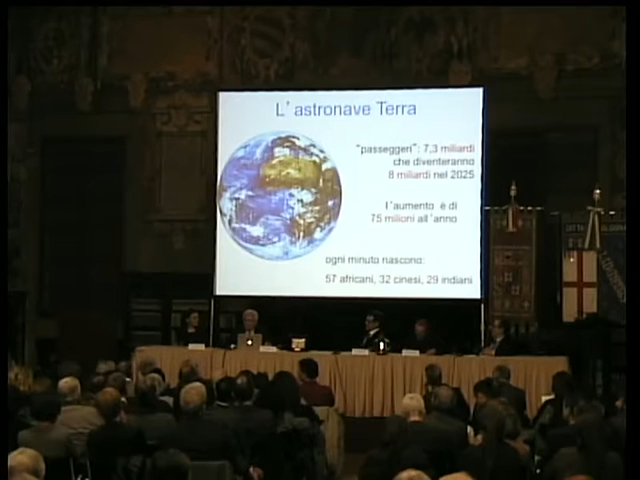 L' astronave Terra
"passeggeri": 7,3 miliardi
che diventeranno
8 miliardi nel 2025
l'aumento è di
75 milioni all'anno
ogni minuto nascono:
57 africani, 32 cinesi, 29 indiani